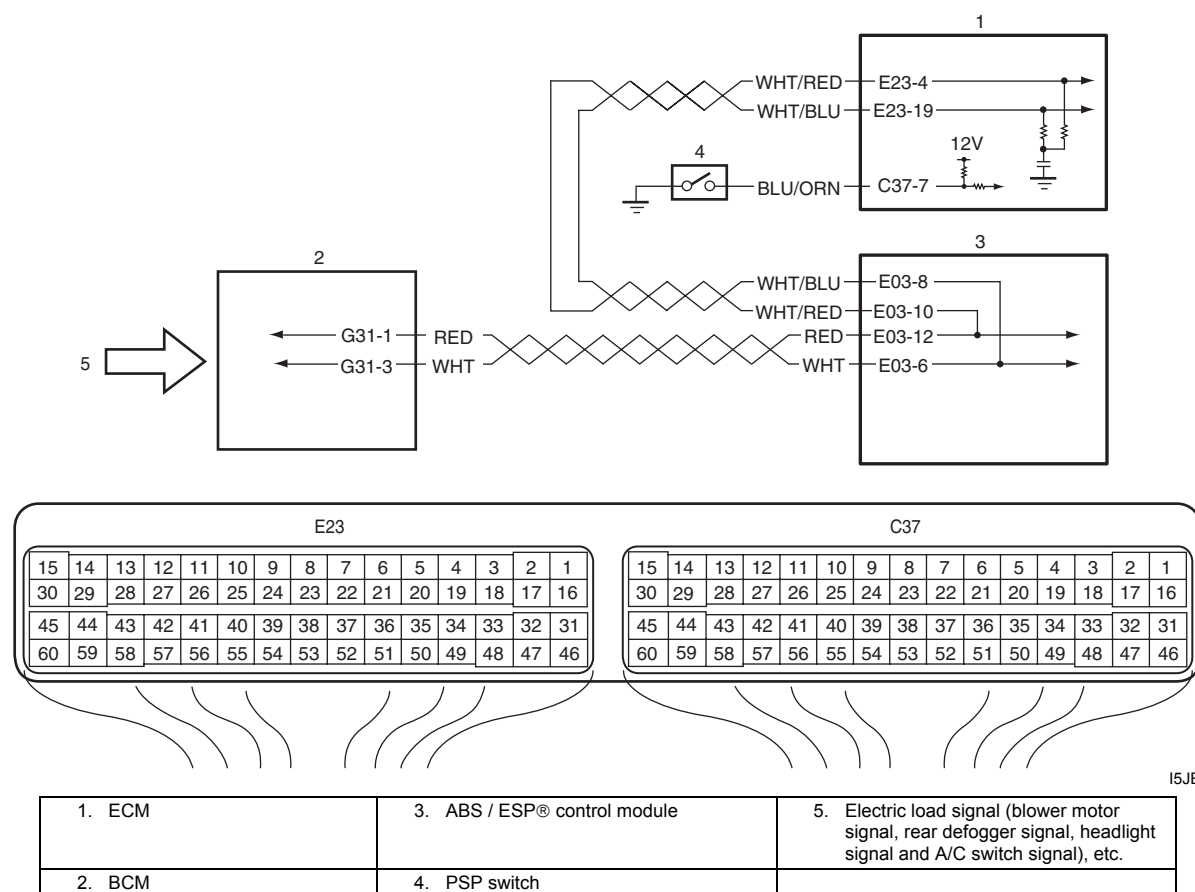 1
WHT/RED E23-4
WHT/BLU E23-19
12V
4
BLU/ORN C37-7
3
2
WHT/BLU E03-8
WHT/RED E03-10
G31-1 RED RED E03-12
5 G31-3 WHT WHT E03-6
E23 C37
15 14 13 12 11 10 9 8 7 6 5 4 3 2 1 15 14 13 12 11 10 9 8 7 6 5 4 3 2 1
30 29 28 27 26 25 24 23 22 21 20 19 18 17 16 30 29 28 27 26 25 24 23 22 21 20 19 18 17 16
45 44 43 42 41 40 39 38 37 36 35 34 33 32 31 45 44 43 42 41 40 39 38 37 36 35 34 33 32 31
60 59 58 57 56 55 54 53 52 51 50 49 48 47 46 60 59 58 57 56 55 54 53 52 51 50 49 48 47 46
1. ECM 3. ABS / ESP® control module 5. Electric load signal (blower motor
signal, rear defogger signal, headlight
signal and A/C switch signal), etc.
2. BCM 4. PSP switch